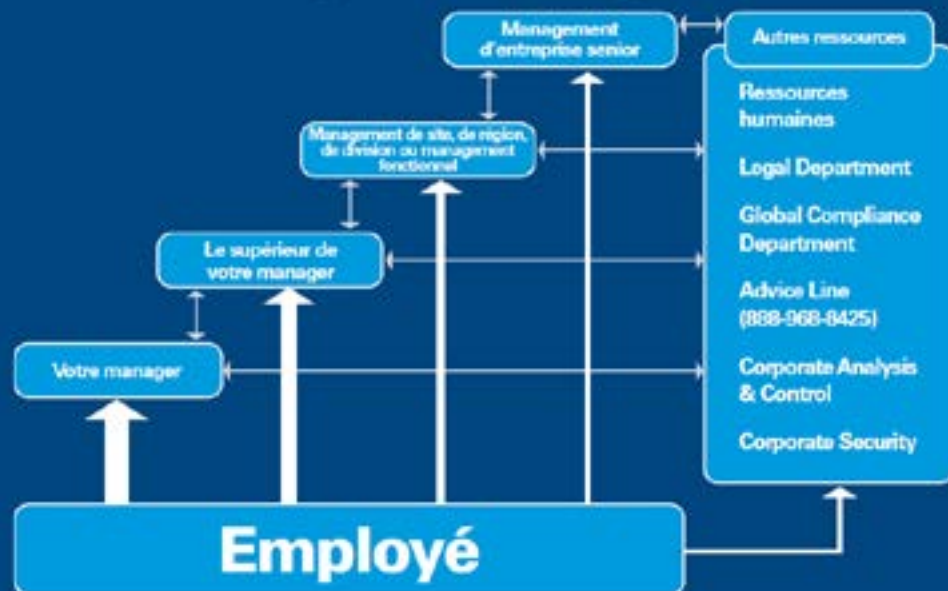 Management
d'entreprise senior
Autres ressources
Ressources
humaines
Legal Department
Global Compliance
Department
Advice Line
(888-968-8425)
Corporate Analysis
& Control
Corporate Security
Management de site, de région,
de division ou management
fonctionnel
Le supérieur de
votre manager
Votre manager
Employé